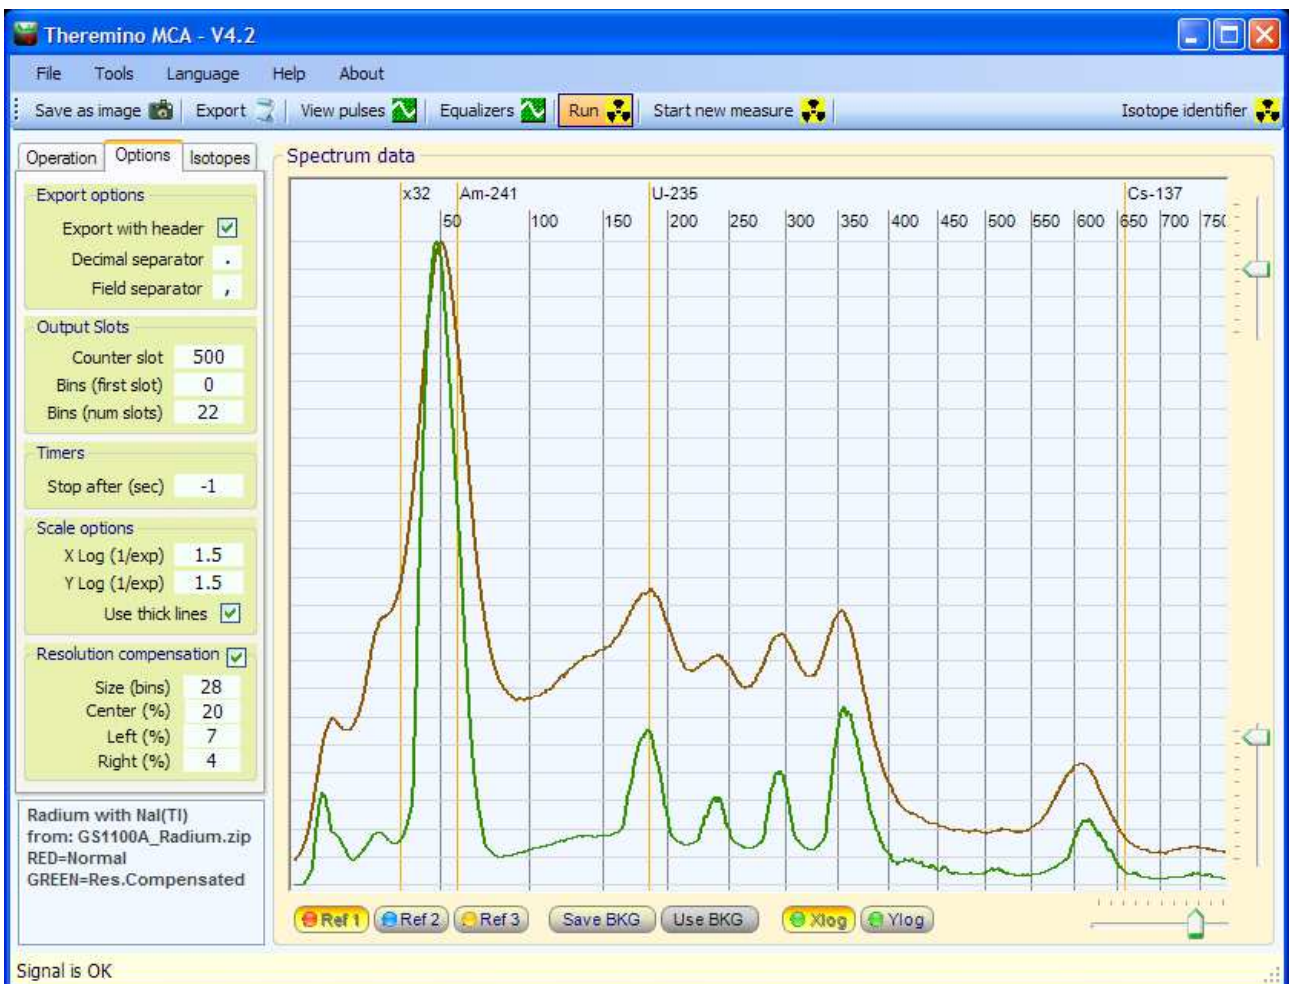 Theremino MCA - V4.2
File Tools Language Help About
Save as image Export View pulses Equalizers Run Start new measure Isotope identifier
Operation Options Isotopes
Export options
Export with header
Decimal separator .
Field separator ,
Output Slots
Counter slot 500
Bins (first slot) 0
Bins (num slots) 22
Timers
Stop after (sec) -1
Scale options
X Log (1/exp) 1.5
Y Log (1/exp) 1.5
Use thick lines
Resolution compensation
Size (bins) 28
Center (%) 20
Left (%) 7
Right (%) 4
Radium with NaI(Tl)
from: GS1100A_Radium.zip
RED=Normal
GREEN=Res.Compensated
Spectrum data
x32 Am-241 U-235 Cs-137
50 100 150 200 250 300 350 400 450 500 550 600 650 700 750
Ref 1 Ref 2 Ref 3 Save BKG Use BKG Xlog Ylog
Signal is OK